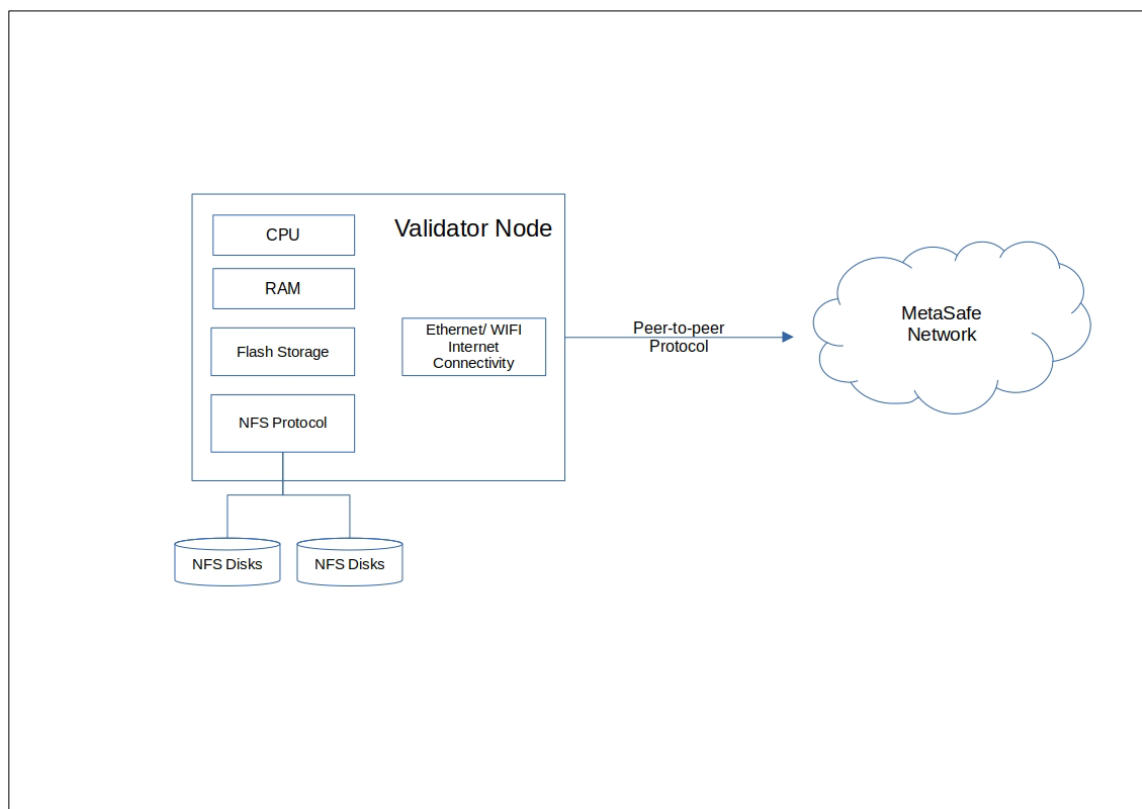 Validator Node
CPU
RAM
Flash Storage
NFS Protocol
Ethernet/ WIFI
Internet
Connectivity
NFS Disks
NFS Disks
Peer-to-peer
Protocol
MetaSafe
Network